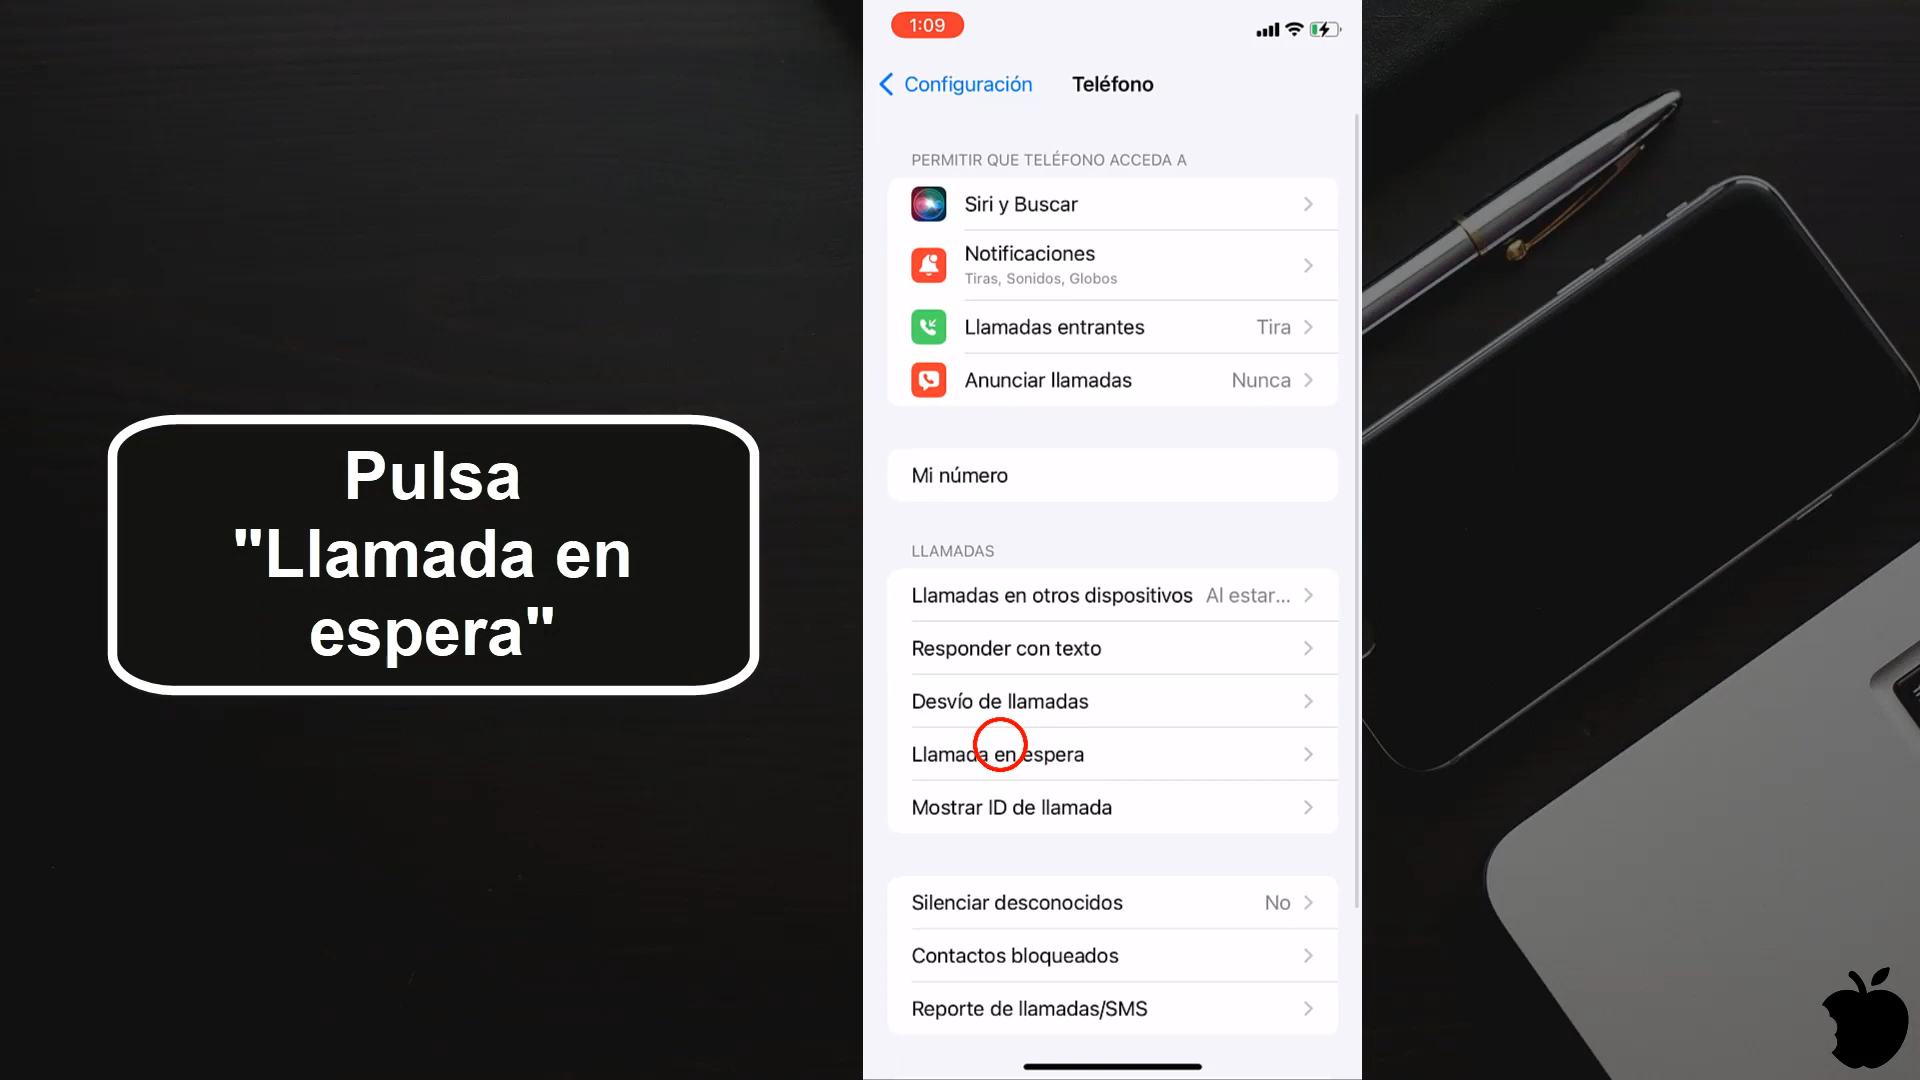 Pulsa
"Llamada en
espera"
1:09
Configuración
Teléfono
PERMITIR QUE TELÉFONO ACCEDA A
Siri y Buscar
Notificaciones
Tiras, Sonidos, Globos
Llamadas entrantes Tira
Anunciar llamadas Nunca
Mi número
LLAMADAS
Llamadas en otros dispositivos Al estar...
Responder con texto
Desvío de llamadas
Llamada en espera
Mostrar ID de llamada
Silenciar desconocidos No
Contactos bloqueados
Reporte de llamadas/SMS